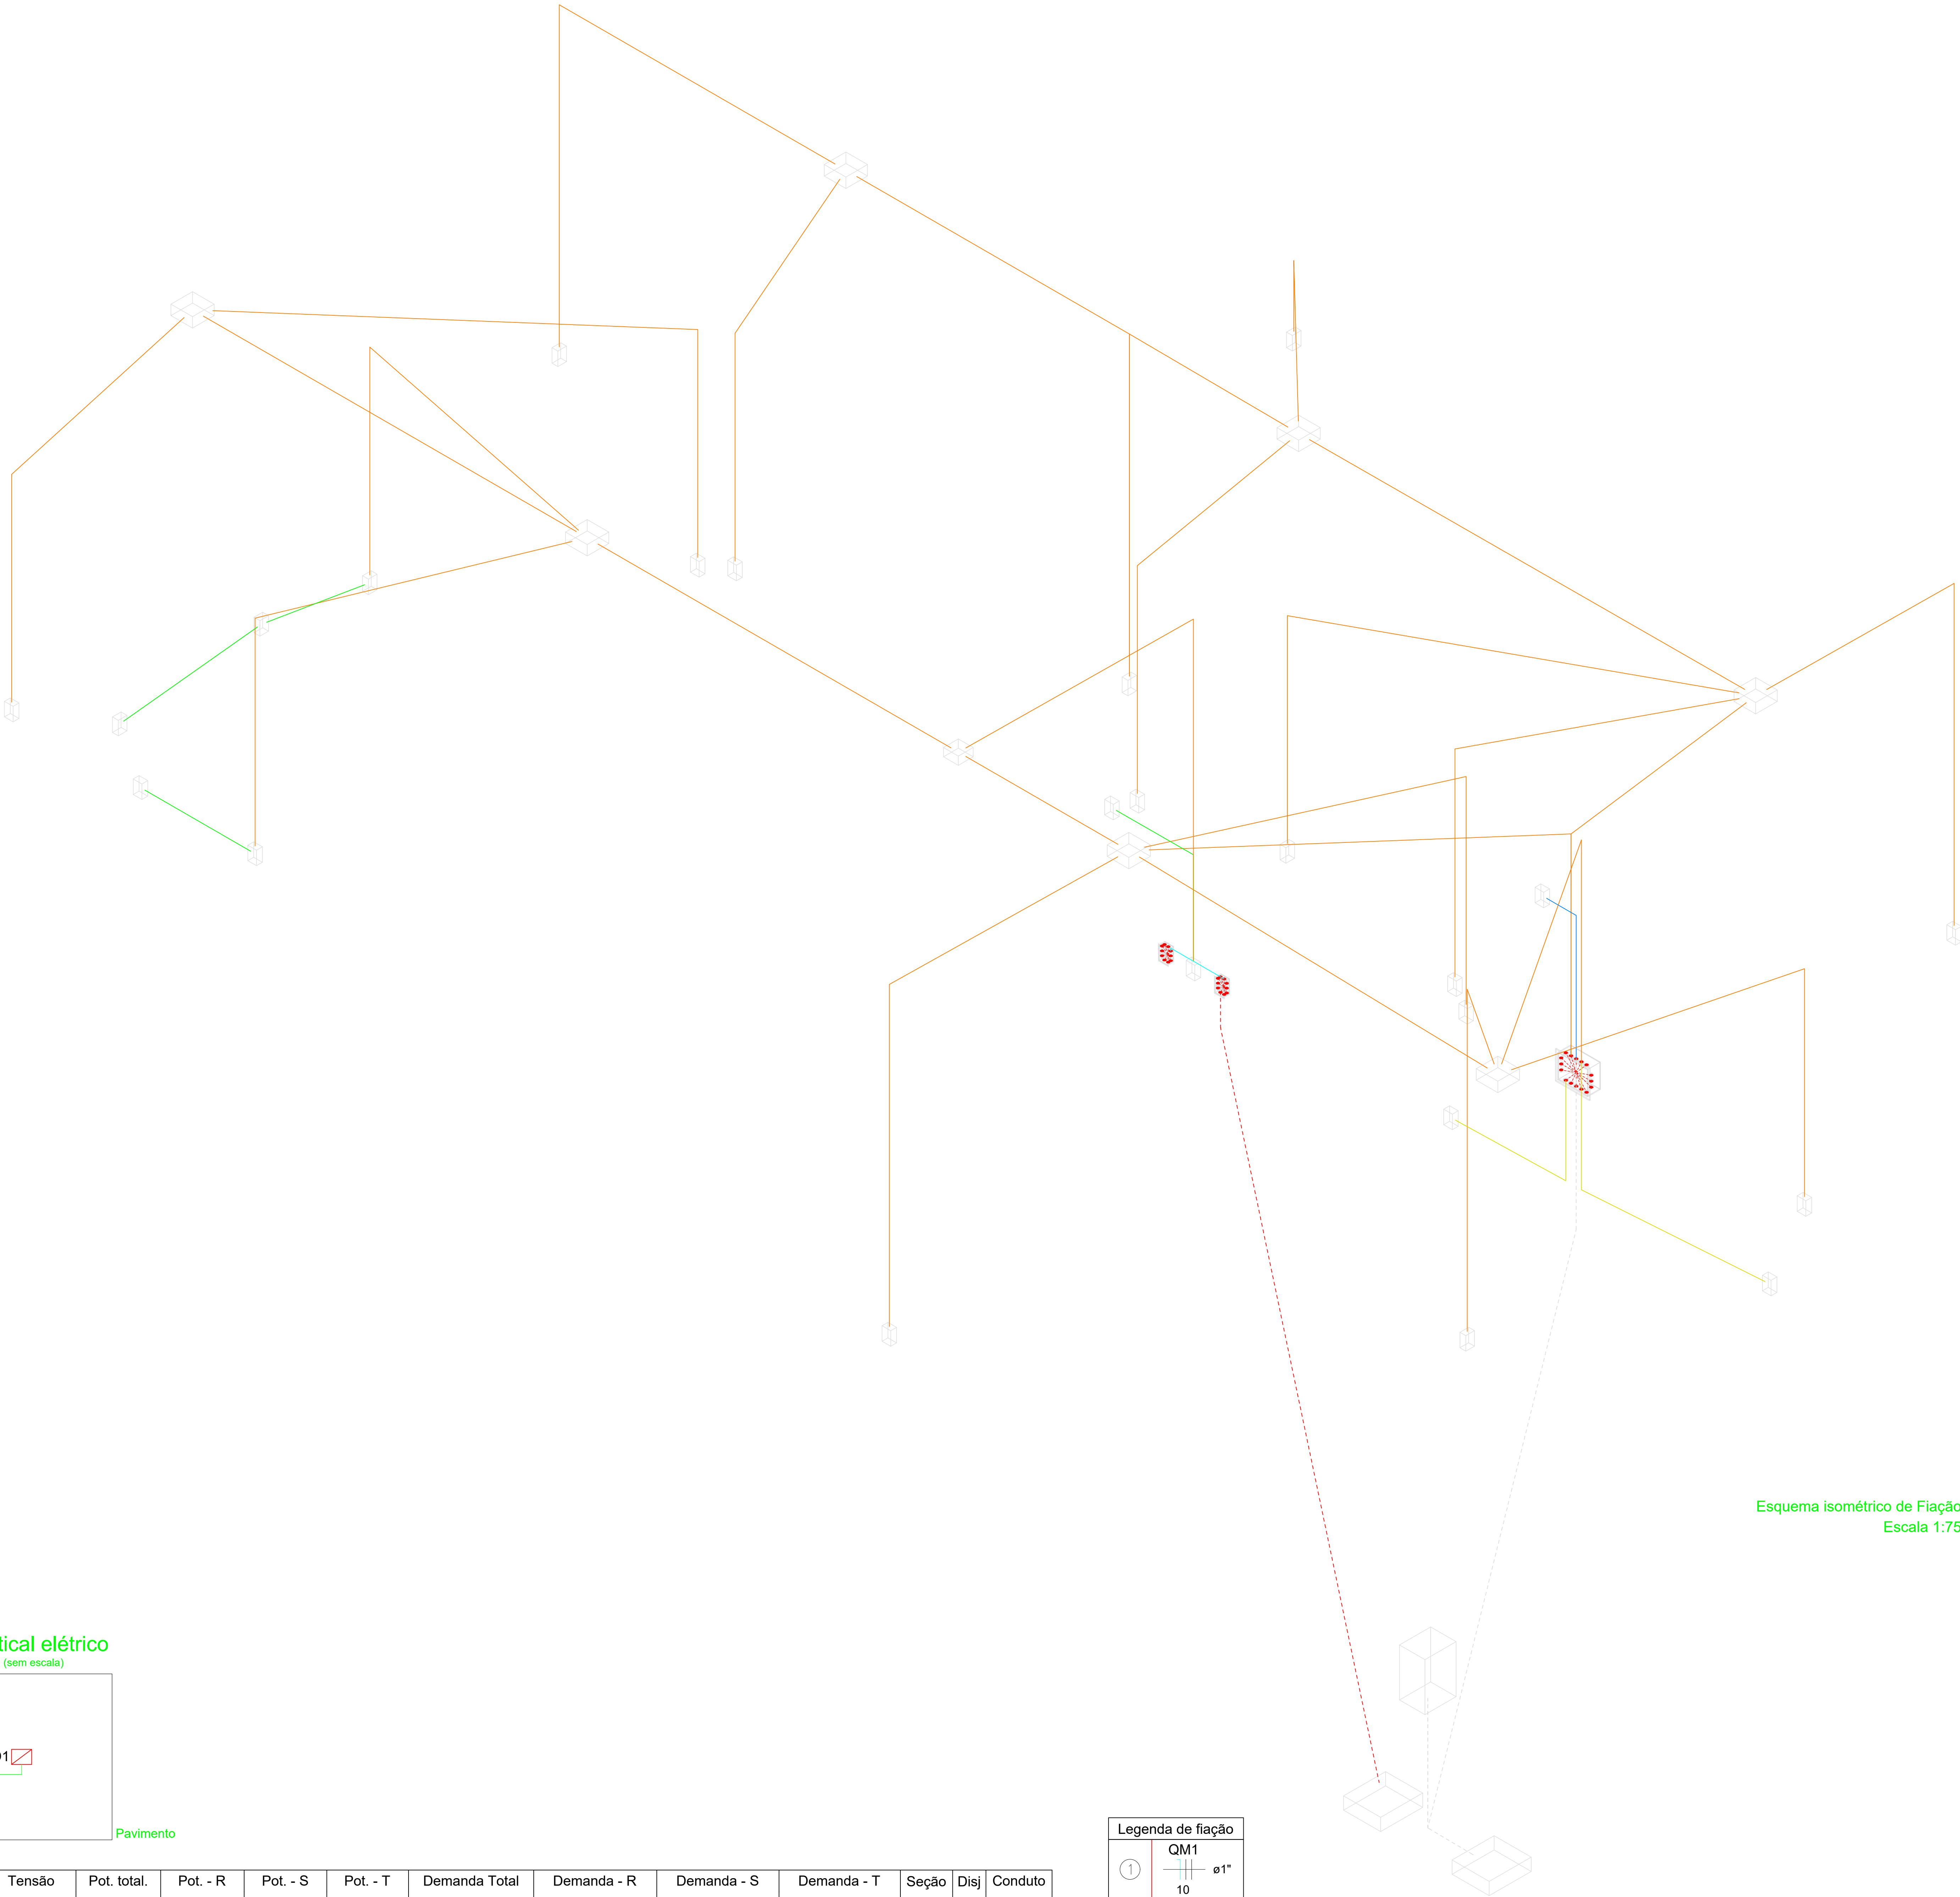 Esquema isométrico de Fiação
Escala 1:75
tical elétrico
(sem escala)
Pavimento
Legenda de fiação
QM1
1
ø1"
10
Tensão Pot. total. Pot. - R Pot. - S Pot. - T Demanda Total Demanda - R Demanda - S Demanda - T Seção Disj Conduto